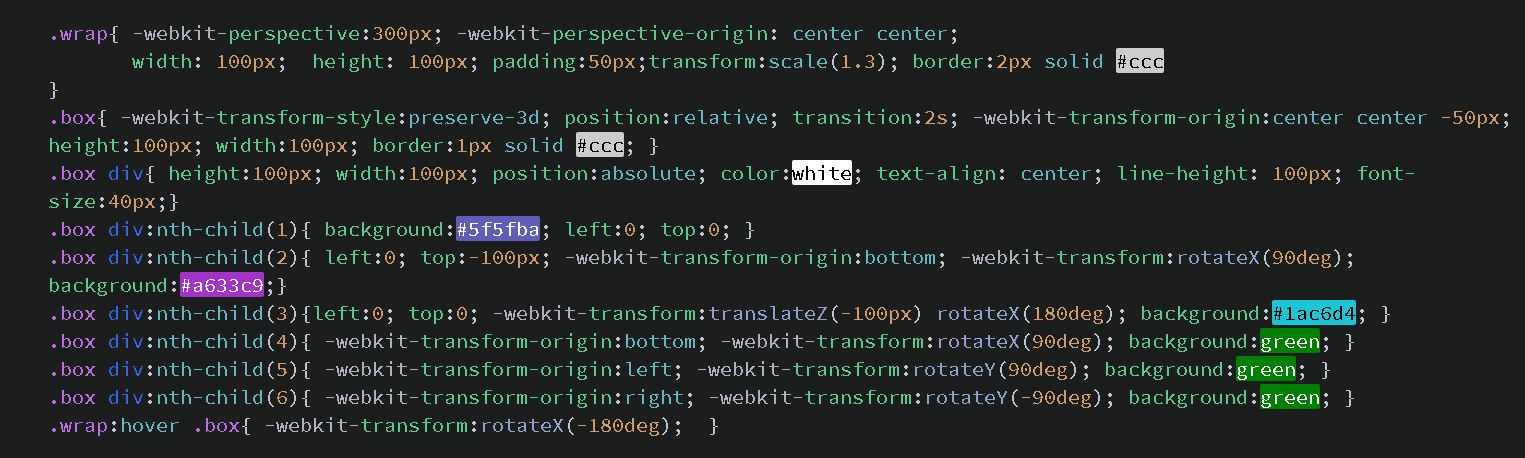 .wrap{ -webkit-perspective:300px; -webkit-perspective-origin: center center;
width: 100px;  height: 100px; padding:50px;transform:scale(1.3); border:2px solid #ccc
}
.box{ -webkit-transform-style:preserve-3d; position:relative; transition:2s; -webkit-transform-origin:center center -50px;
height:100px; width:100px; border:1px solid #ccc; }
.box div{ height:100px; width:100px; position:absolute; color:white; text-align: center; line-height: 100px; font-
size:40px;}
.box div:nth-child(1){ background:#5f5fba; left:0; top:0; }
.box div:nth-child(2){ left:0; top:-100px; -webkit-transform-origin:bottom; -webkit-transform:rotateX(90deg);
background:#a633c9;}
.box div:nth-child(3){left:0; top:0; -webkit-transform:translateZ(-100px) rotateX(180deg); background:#1ac6d4; }
.box div:nth-child(4){ -webkit-transform-origin:bottom; -webkit-transform:rotateX(90deg); background:green; }
.box div:nth-child(5){ -webkit-transform-origin:left; -webkit-transform:rotateY(90deg); background:green; }
.box div:nth-child(6){ -webkit-transform-origin:right; -webkit-transform:rotateY(-90deg); background:green; }
.wrap:hover .box{ -webkit-transform:rotateX(-180deg);  }